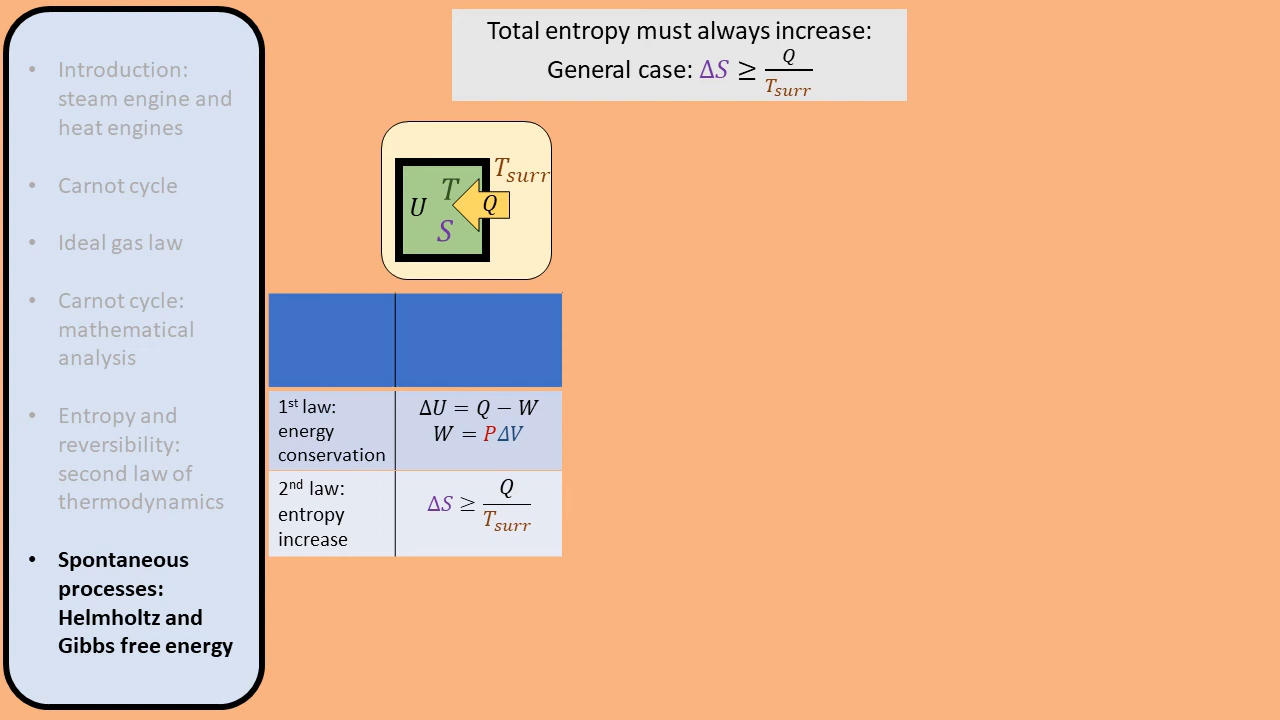 • Introduction:
steam engine and
heat engines
• Carnot cycle
• Ideal gas law
• Carnot cycle:
mathematical
analysis
• Entropy and
reversibility:
second law of
thermodynamics
• Spontaneous
processes:
Helmholtz and
Gibbs free energy
Total entropy must always increase:
General case: ΔS ≥ Q/T_surr
T_surr
T
U
Q
S
1st law:
energy
conservation
ΔU = Q − W
W = PΔV
2nd law:
entropy
increase
ΔS ≥ Q/T_surr